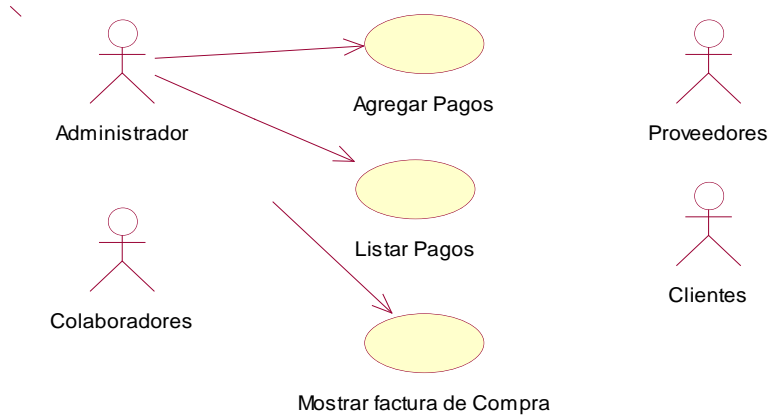 Agregar Pagos
Administrador
Proveedores
Listar Pagos
Clientes
Colaboradores
Mostrar factura de Compra